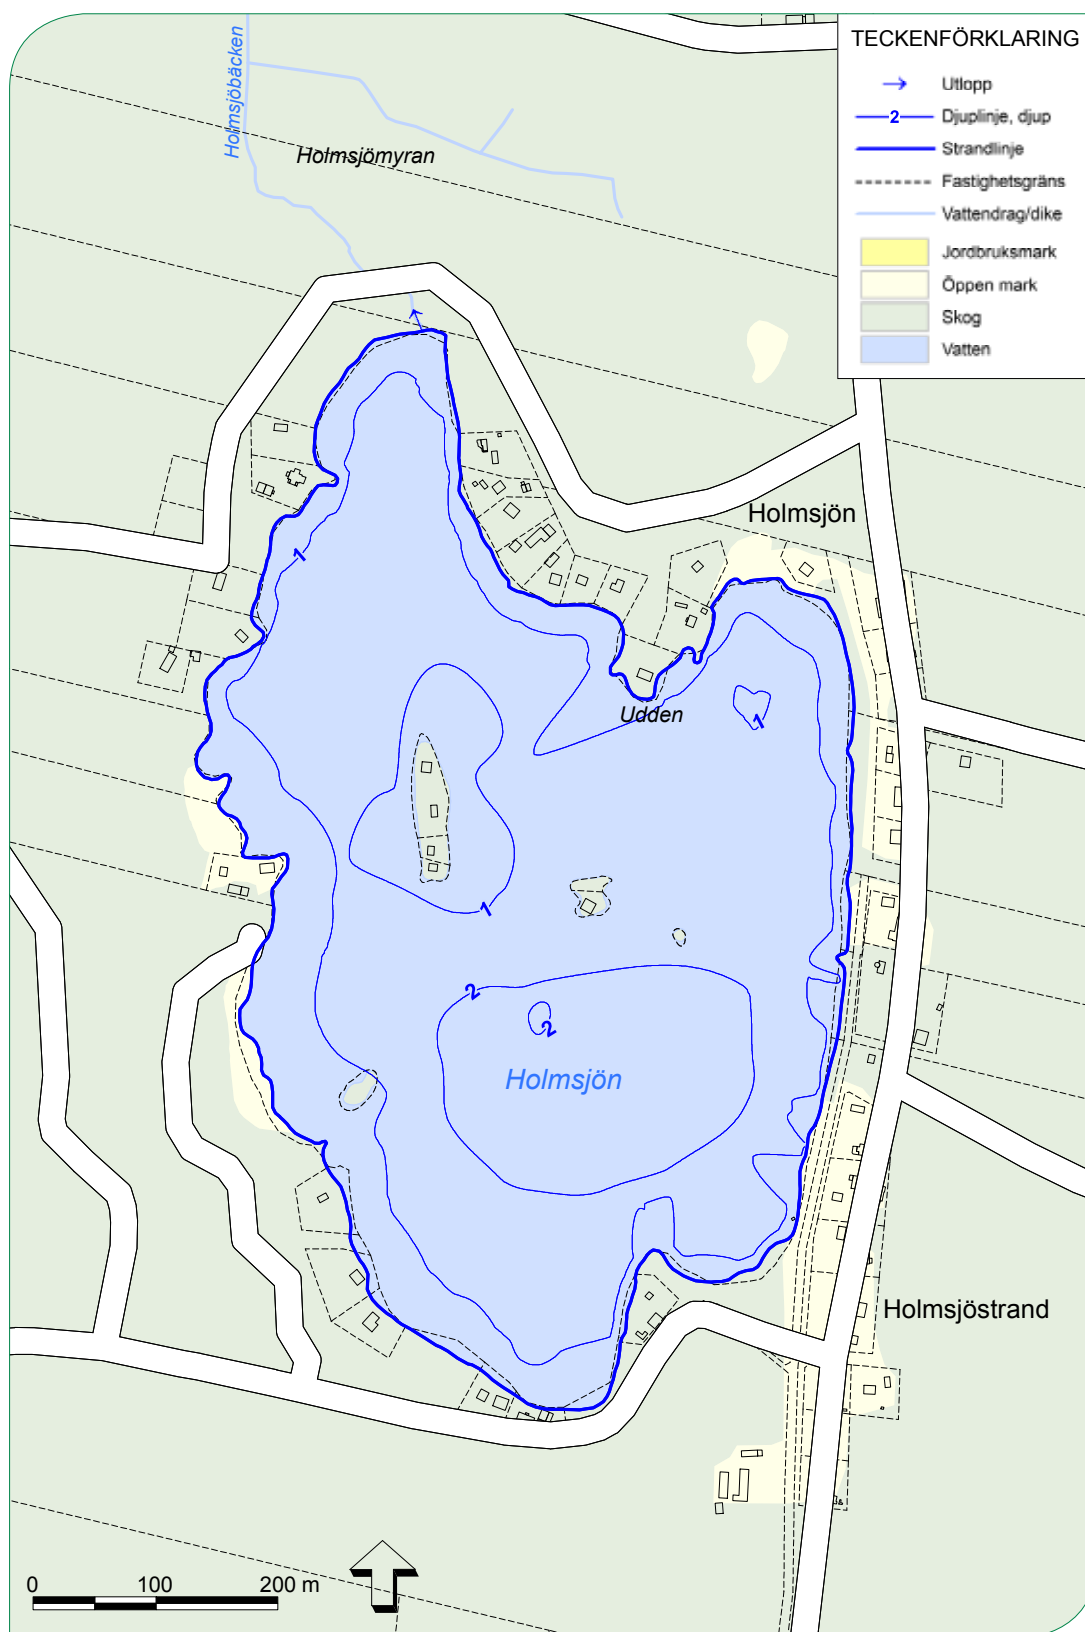 TECKENFÖRKLARING
Utlopp
2 Djuplinje, djup
Strandlinje
Fastighetsgräns
Vattendrag/dike
Jordbruksmark
Öppen mark
Skog
Vatten
Holmsjöbäcken
Holmsjömyran
Holmsjön
1
Udden
1
1
2
2
Holmsjön
Holmsjöstrand
0 100 200 m